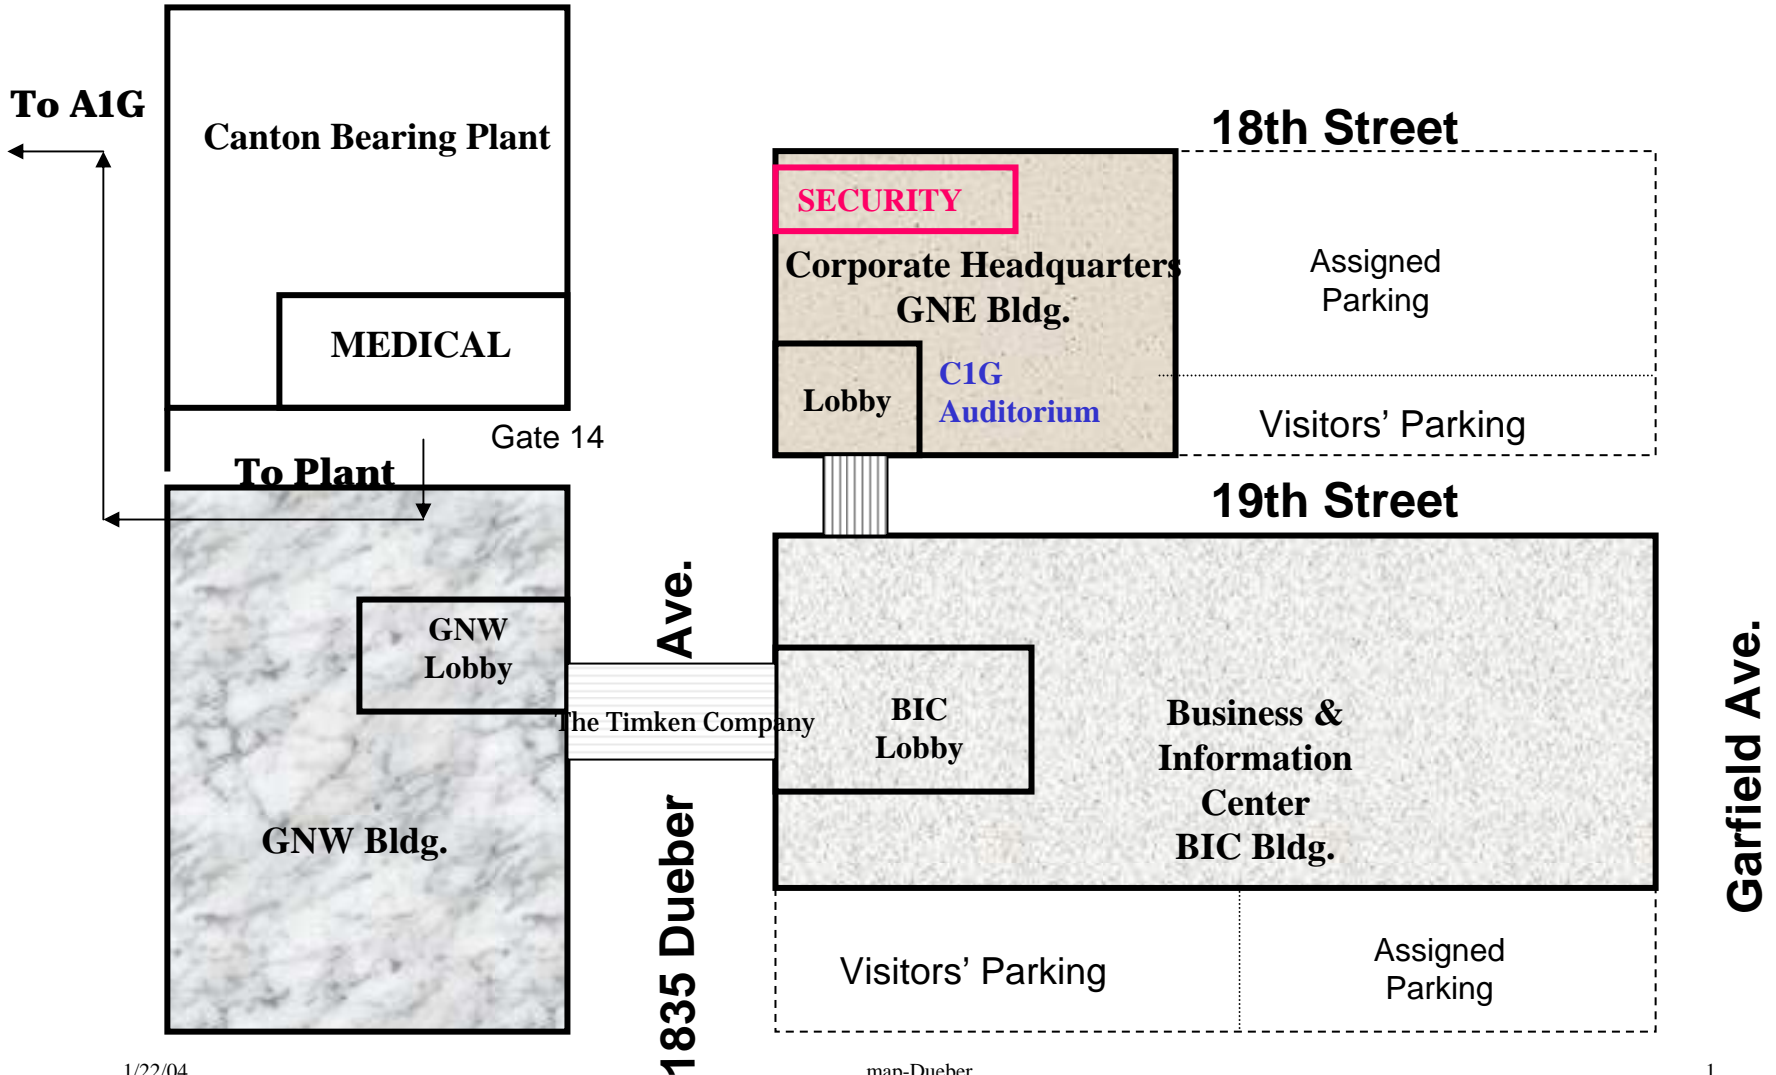 To A1G
Canton Bearing Plant
MEDICAL
Gate 14
To Plant
GNW
Lobby
GNW Bldg.
The Timken Company
1835 Dueber Ave.
18th Street
SECURITY
Corporate Headquarters
GNE Bldg.
Lobby
C1G
Auditorium
Assigned
Parking
Visitors’ Parking
19th Street
BIC
Lobby
Business &
Information
Center
BIC Bldg.
Visitors’ Parking
Assigned
Parking
Garfield Ave.
1/22/04
map-Dueber
1